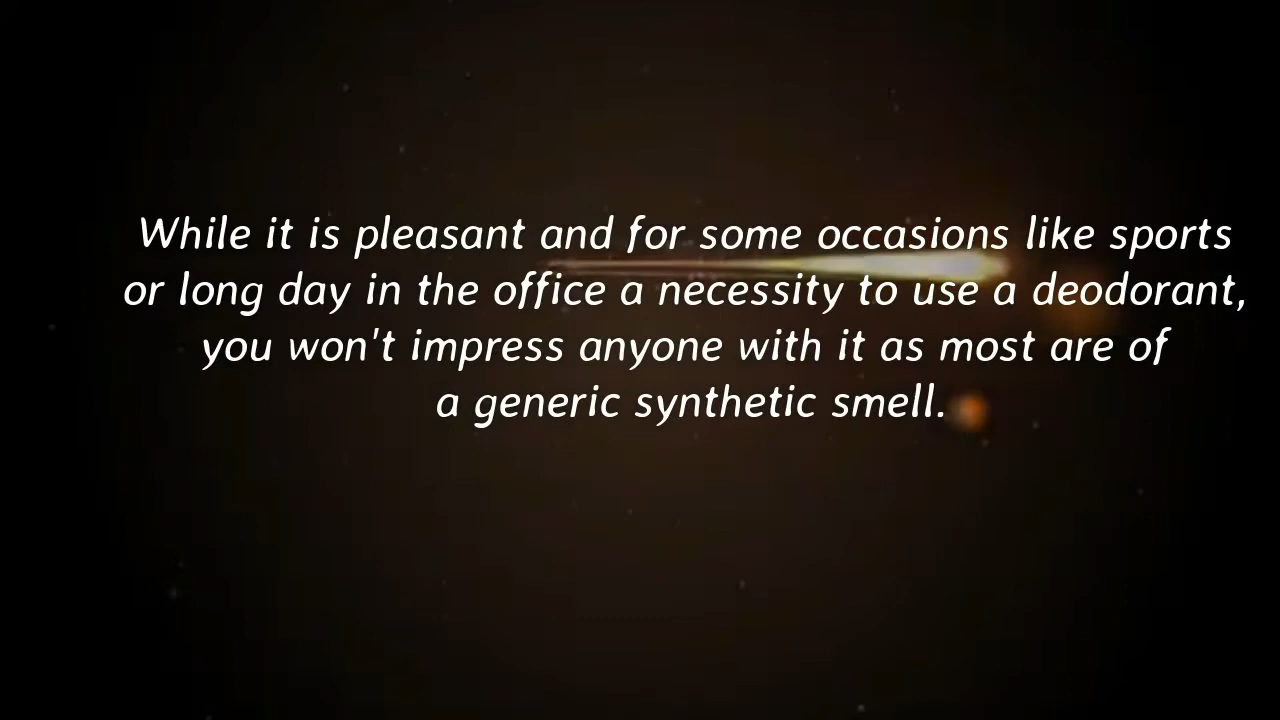 While it is pleasant and for some occasions like sports
or long day in the office a necessity to use a deodorant,
you won't impress anyone with it as most are of
a generic synthetic smell.